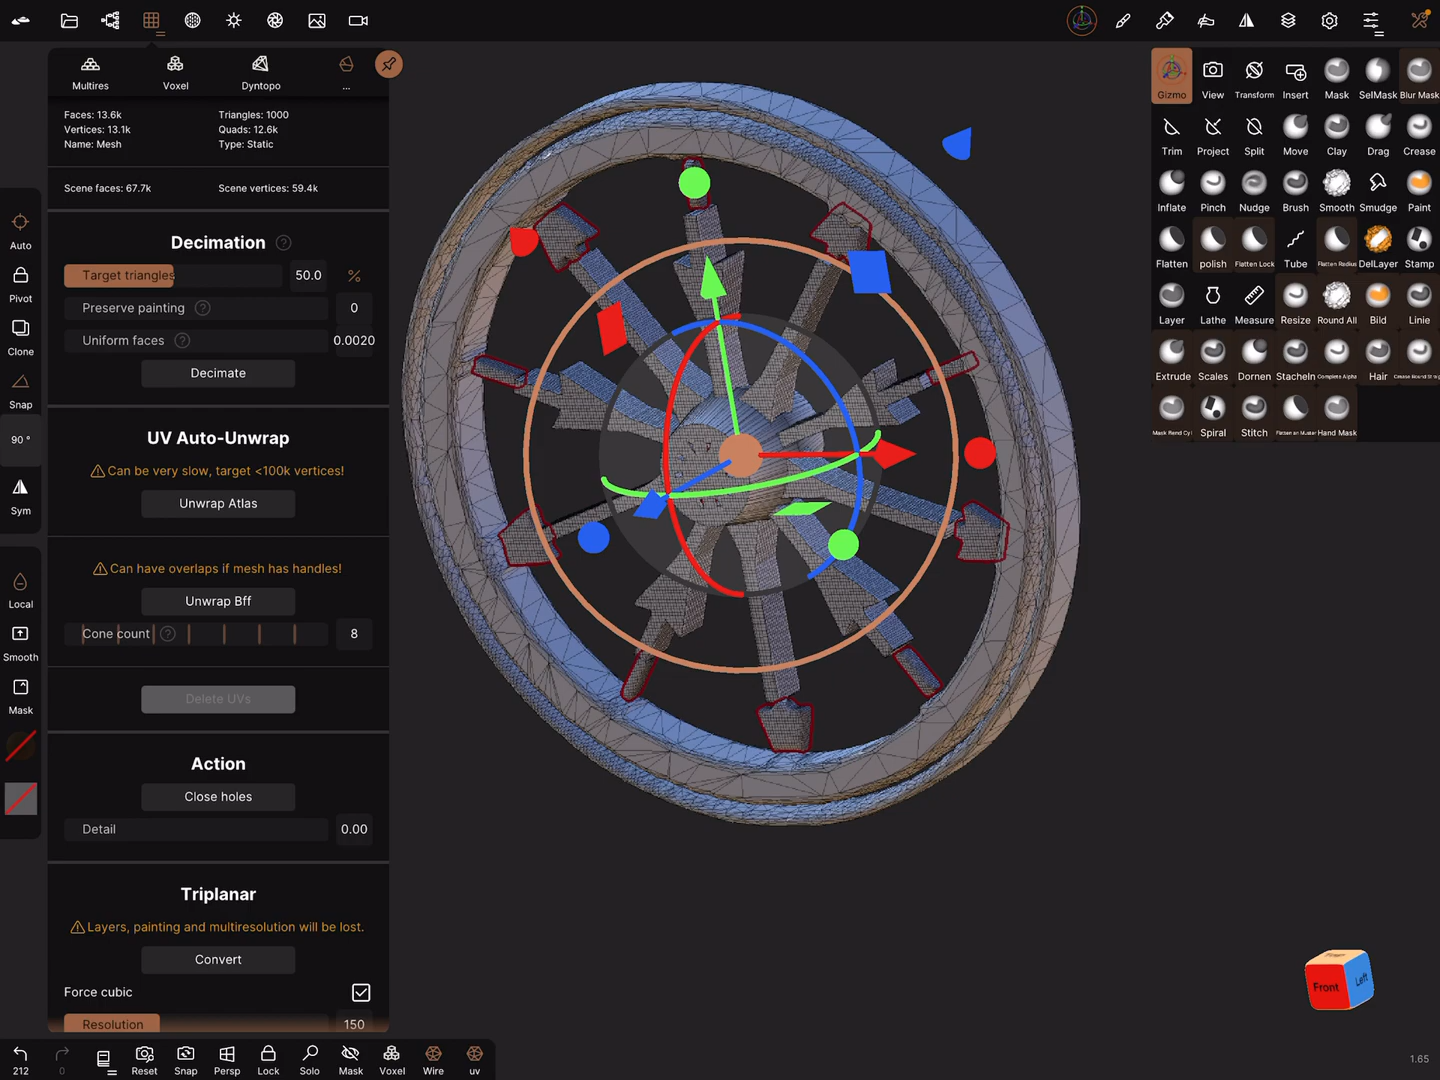 Multires
Voxel
Dyntopo
...
Faces: 13.6k
Triangles: 1000
Vertices: 13.1k
Quads: 12.6k
Name: Mesh
Type: Static
Scene faces: 67.7k
Scene vertices: 59.4k
Decimation ?
Target triangles
50.0
%
Preserve painting ?
0
Uniform faces ?
0.0020
Decimate
UV Auto-Unwrap
Can be very slow, target <100k vertices!
Unwrap Atlas
Can have overlaps if mesh has handles!
Unwrap Bff
Cone count ?
8
Delete UVs
Action
Close holes
Detail
0.00
Triplanar
Layers, painting and multiresolution will be lost.
Convert
Force cubic
Resolution
150
Auto
Pivot
Clone
Snap
90 °
Sym
Local
Smooth
Mask
Gizmo
View
Transform
Insert
Mask
SelMask
Blur Mask
Trim
Project
Split
Move
Clay
Drag
Crease
Inflate
Pinch
Nudge
Brush
Smooth
Smudge
Paint
Flatten
polish
Flatten Lock
Tube
Flatten Radius
DelLayer
Stamp
Layer
Lathe
Measure
Resize
Round All
Bild
Linie
Extrude
Scales
Dornen
Stacheln
Complete Alpha
Hair
Mask Rend Cyl
Spiral
Stitch
Hand Mask
Front
Left
212
0
Reset
Snap
Persp
Lock
Solo
Mask
Voxel
Wire
uv
1.65